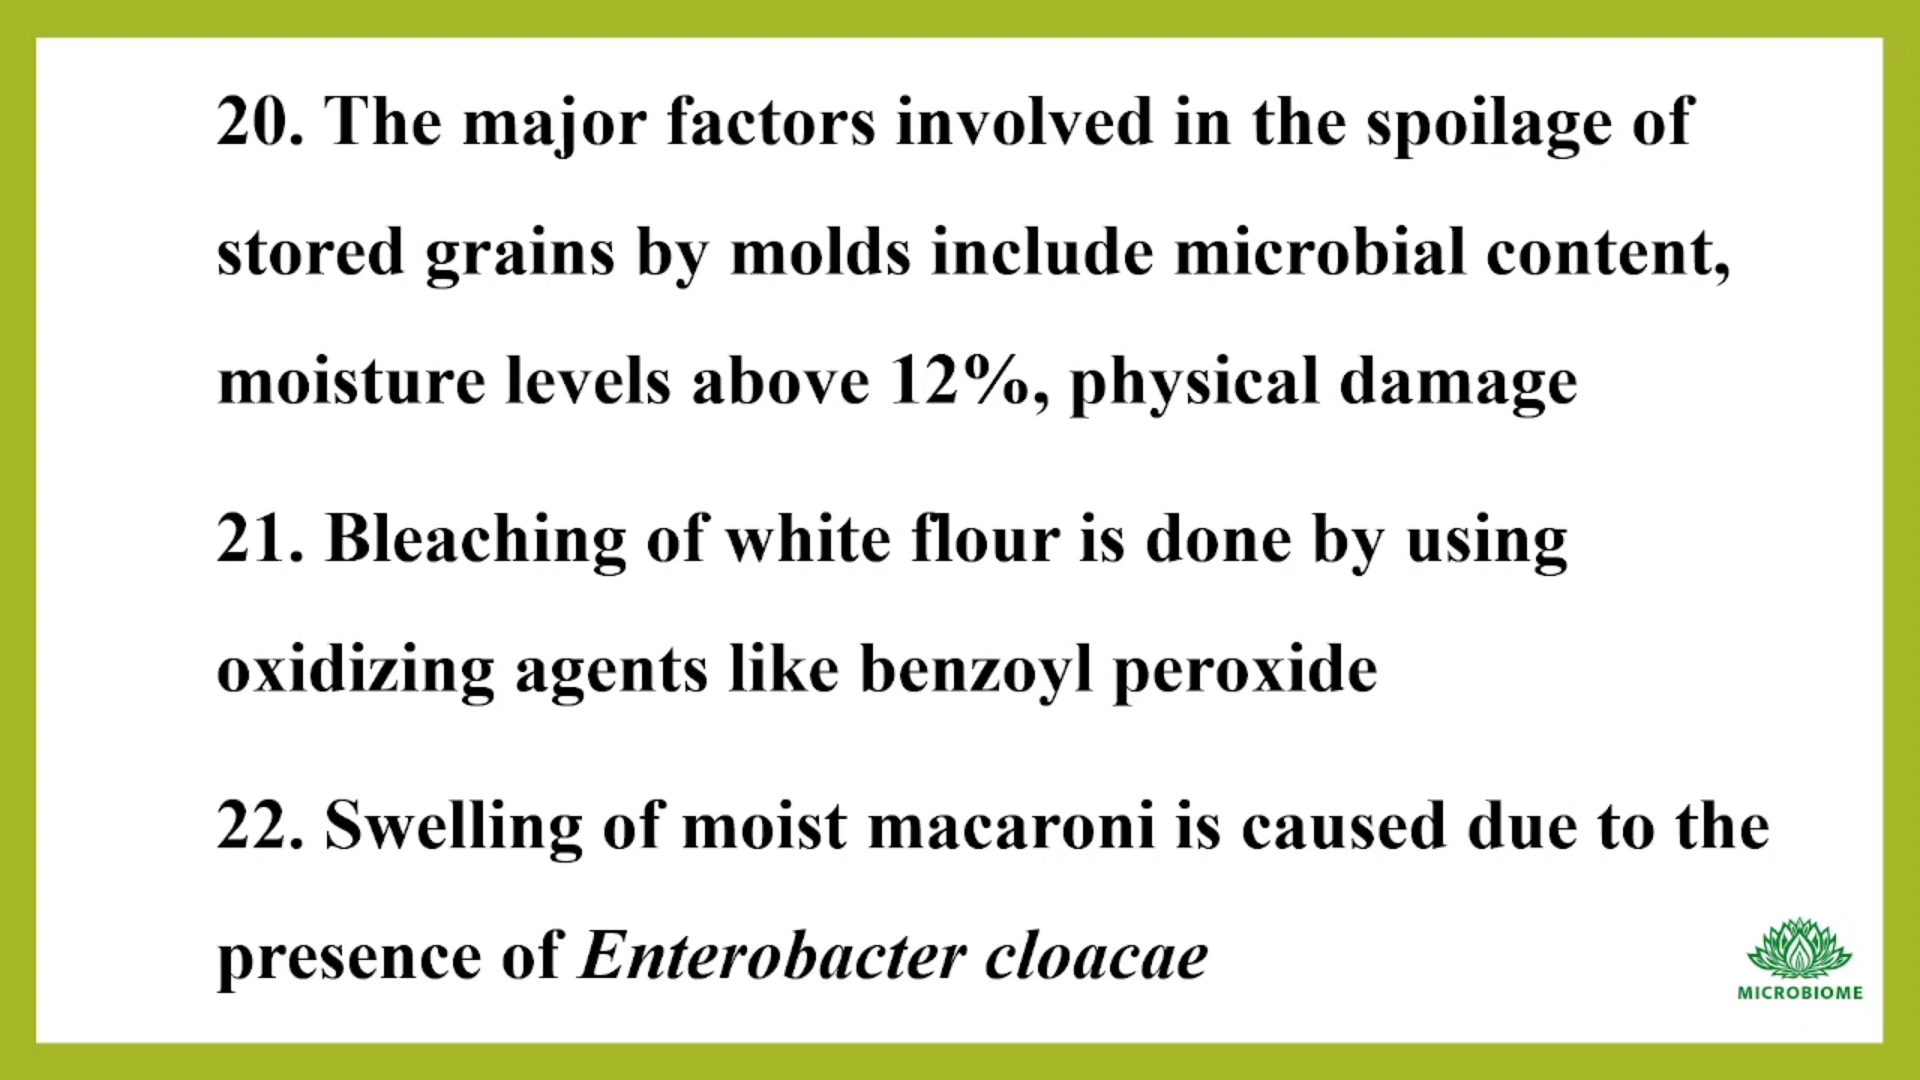 20. The major factors involved in the spoilage of
stored grains by molds include microbial content,
moisture levels above 12%, physical damage
21. Bleaching of white flour is done by using
oxidizing agents like benzoyl peroxide
22. Swelling of moist macaroni is caused due to the
presence of Enterobacter cloacae
MICROBIOME